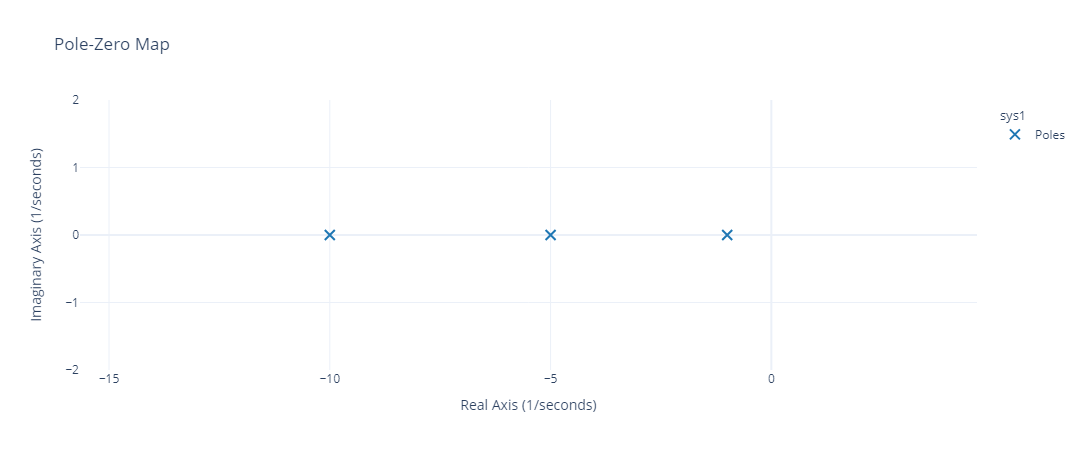 Pole-Zero Map
2
1
0
−1
−2
−15
−10
−5
0
Imaginary Axis (1/seconds)
Real Axis (1/seconds)
sys1
Poles